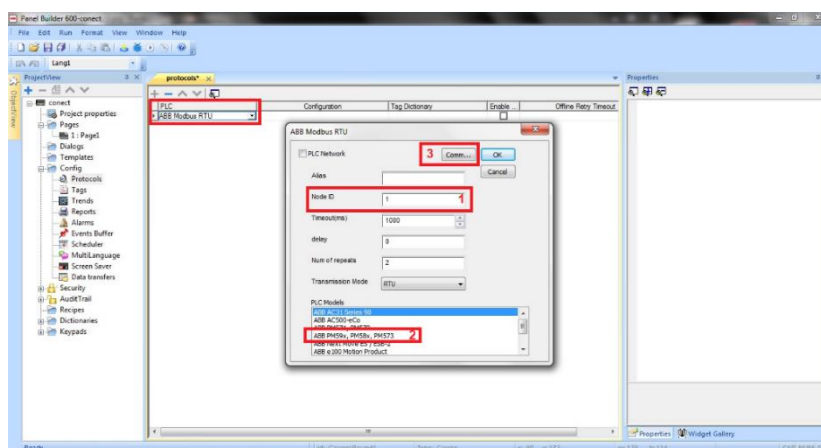 Panel Builder 600-conect
File Edit Run Format View Window Help
Lang1
ProjectView
ObjectView
conect
Project properties
Pages
1 : Page1
Dialogs
Templates
Config
Protocols
Tags
Trends
Reports
Alarms
Events Buffer
Scheduler
MultiLanguage
Screen Saver
Data transfers
Security
AuditTrail
Recipes
Dictionaries
Keypads
protocols*
PLC Configuration Tag Dictionary Enable ... Offline Retry Timeout
ABB Modbus RTU
ABB Modbus RTU
PLC Network 3 Comm... OK
Alias Cancel
Node ID 1 1
Timeout(ms) 1000
delay 0
Num of repeats 2
Transmission Mode RTU
PLC Models
ABB AC31 Series 90
ABB AC500-eCo
ABB PM59x, PM58x, PM573 2
ABB e100 Motion Product
Properties
Properties Widget Gallery
Ready